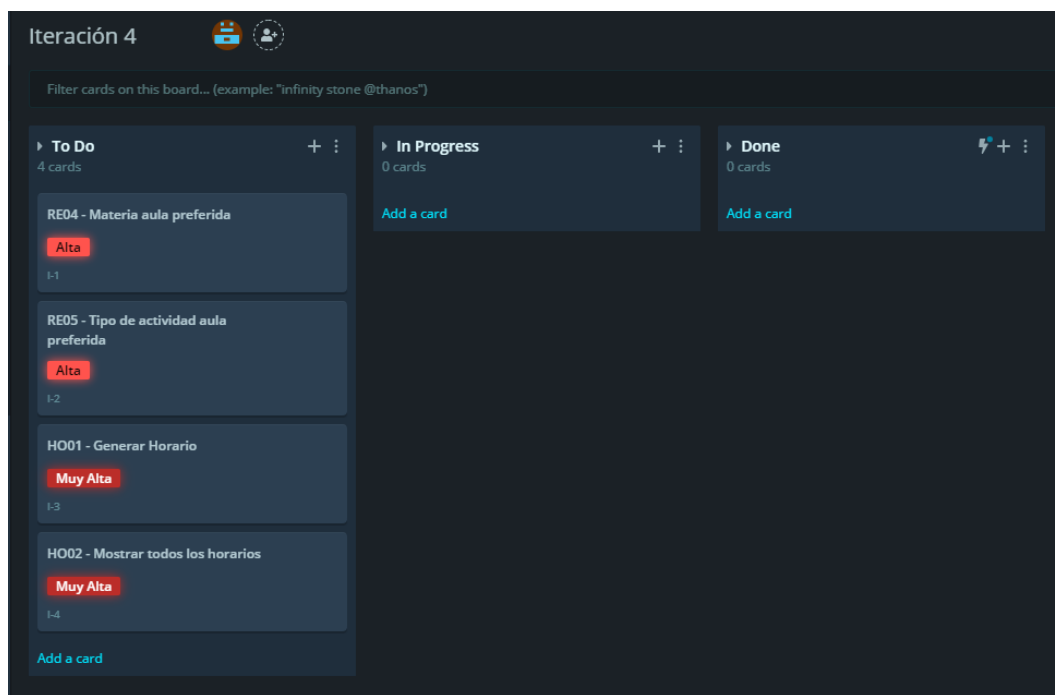 Iteración 4
Filter cards on this board... (example: "infinity stone @thanos")
To Do
4 cards
RE04 - Materia aula preferida
Alta
I-1
RE05 - Tipo de actividad aula
preferida
Alta
I-2
HO01 - Generar Horario
Muy Alta
I-3
HO02 - Mostrar todos los horarios
Muy Alta
I-4
Add a card
In Progress
0 cards
Add a card
Done
0 cards
Add a card